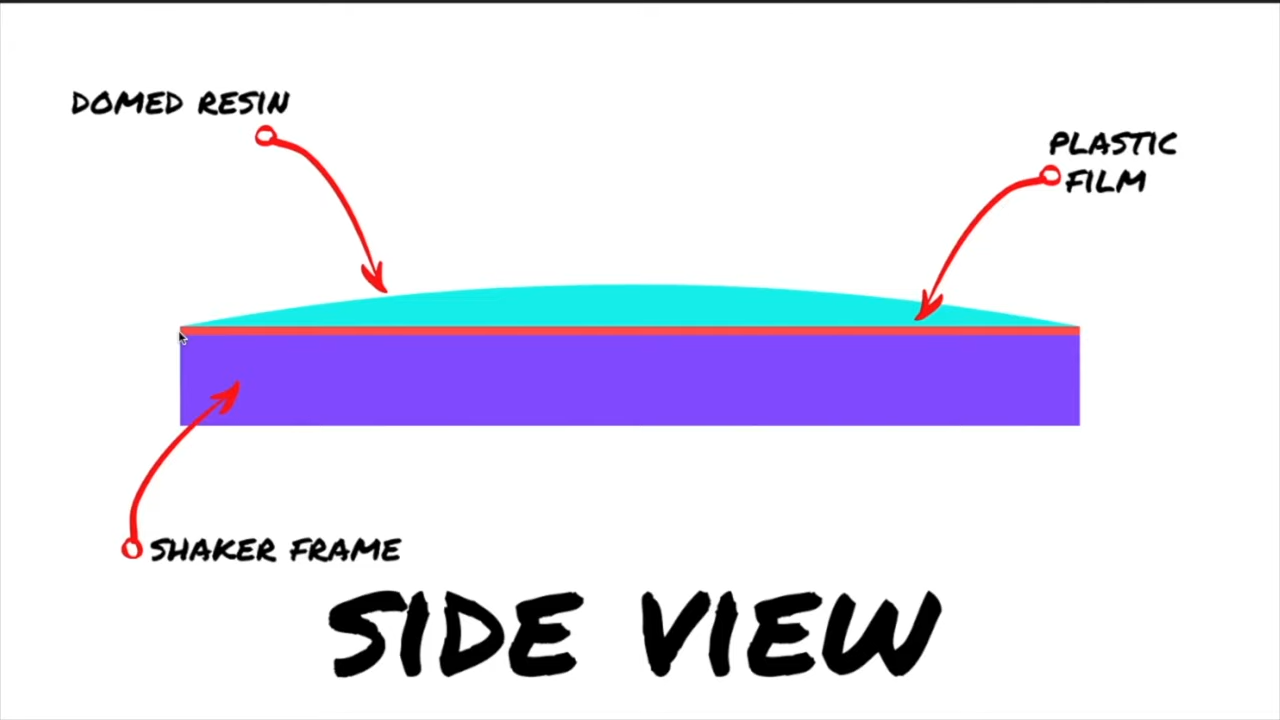 DOMED RESIN
PLASTIC
FILM
SHAKER FRAME
SIDE VIEW